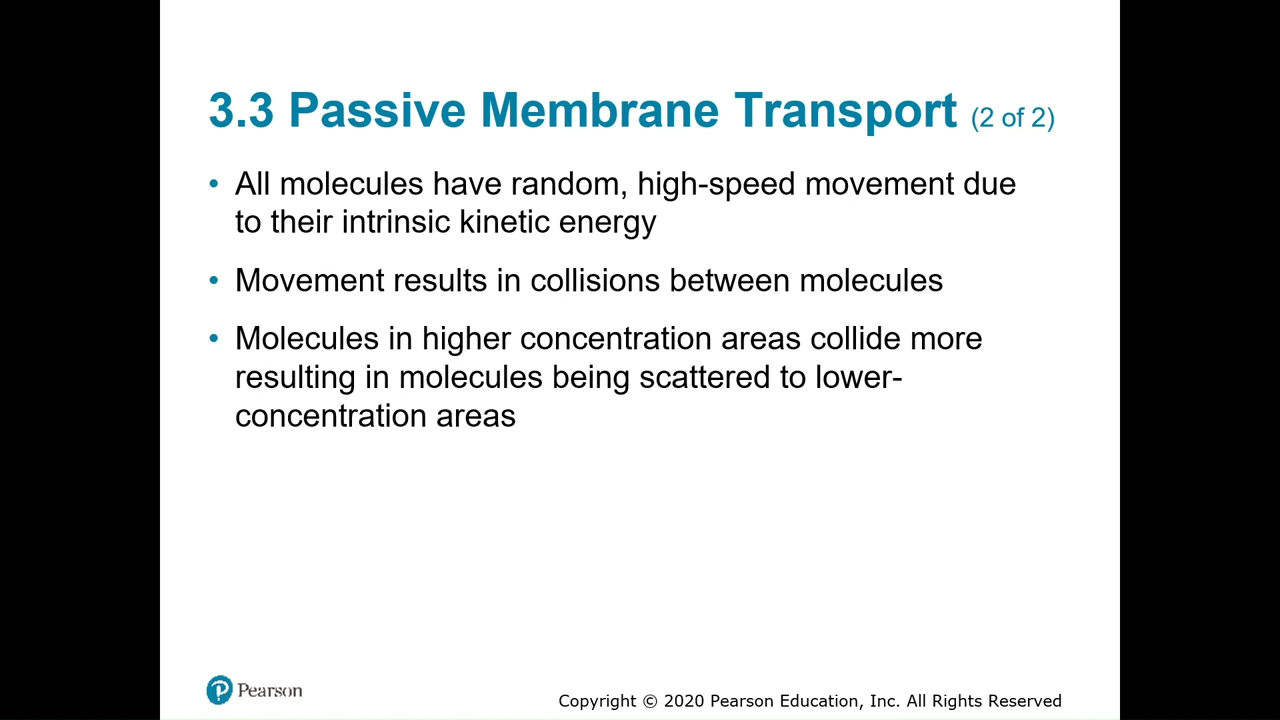 3.3 Passive Membrane Transport (2 of 2)
• All molecules have random, high-speed movement due
to their intrinsic kinetic energy
• Movement results in collisions between molecules
• Molecules in higher concentration areas collide more
resulting in molecules being scattered to lower-
concentration areas
Pearson
Copyright © 2020 Pearson Education, Inc. All Rights Reserved